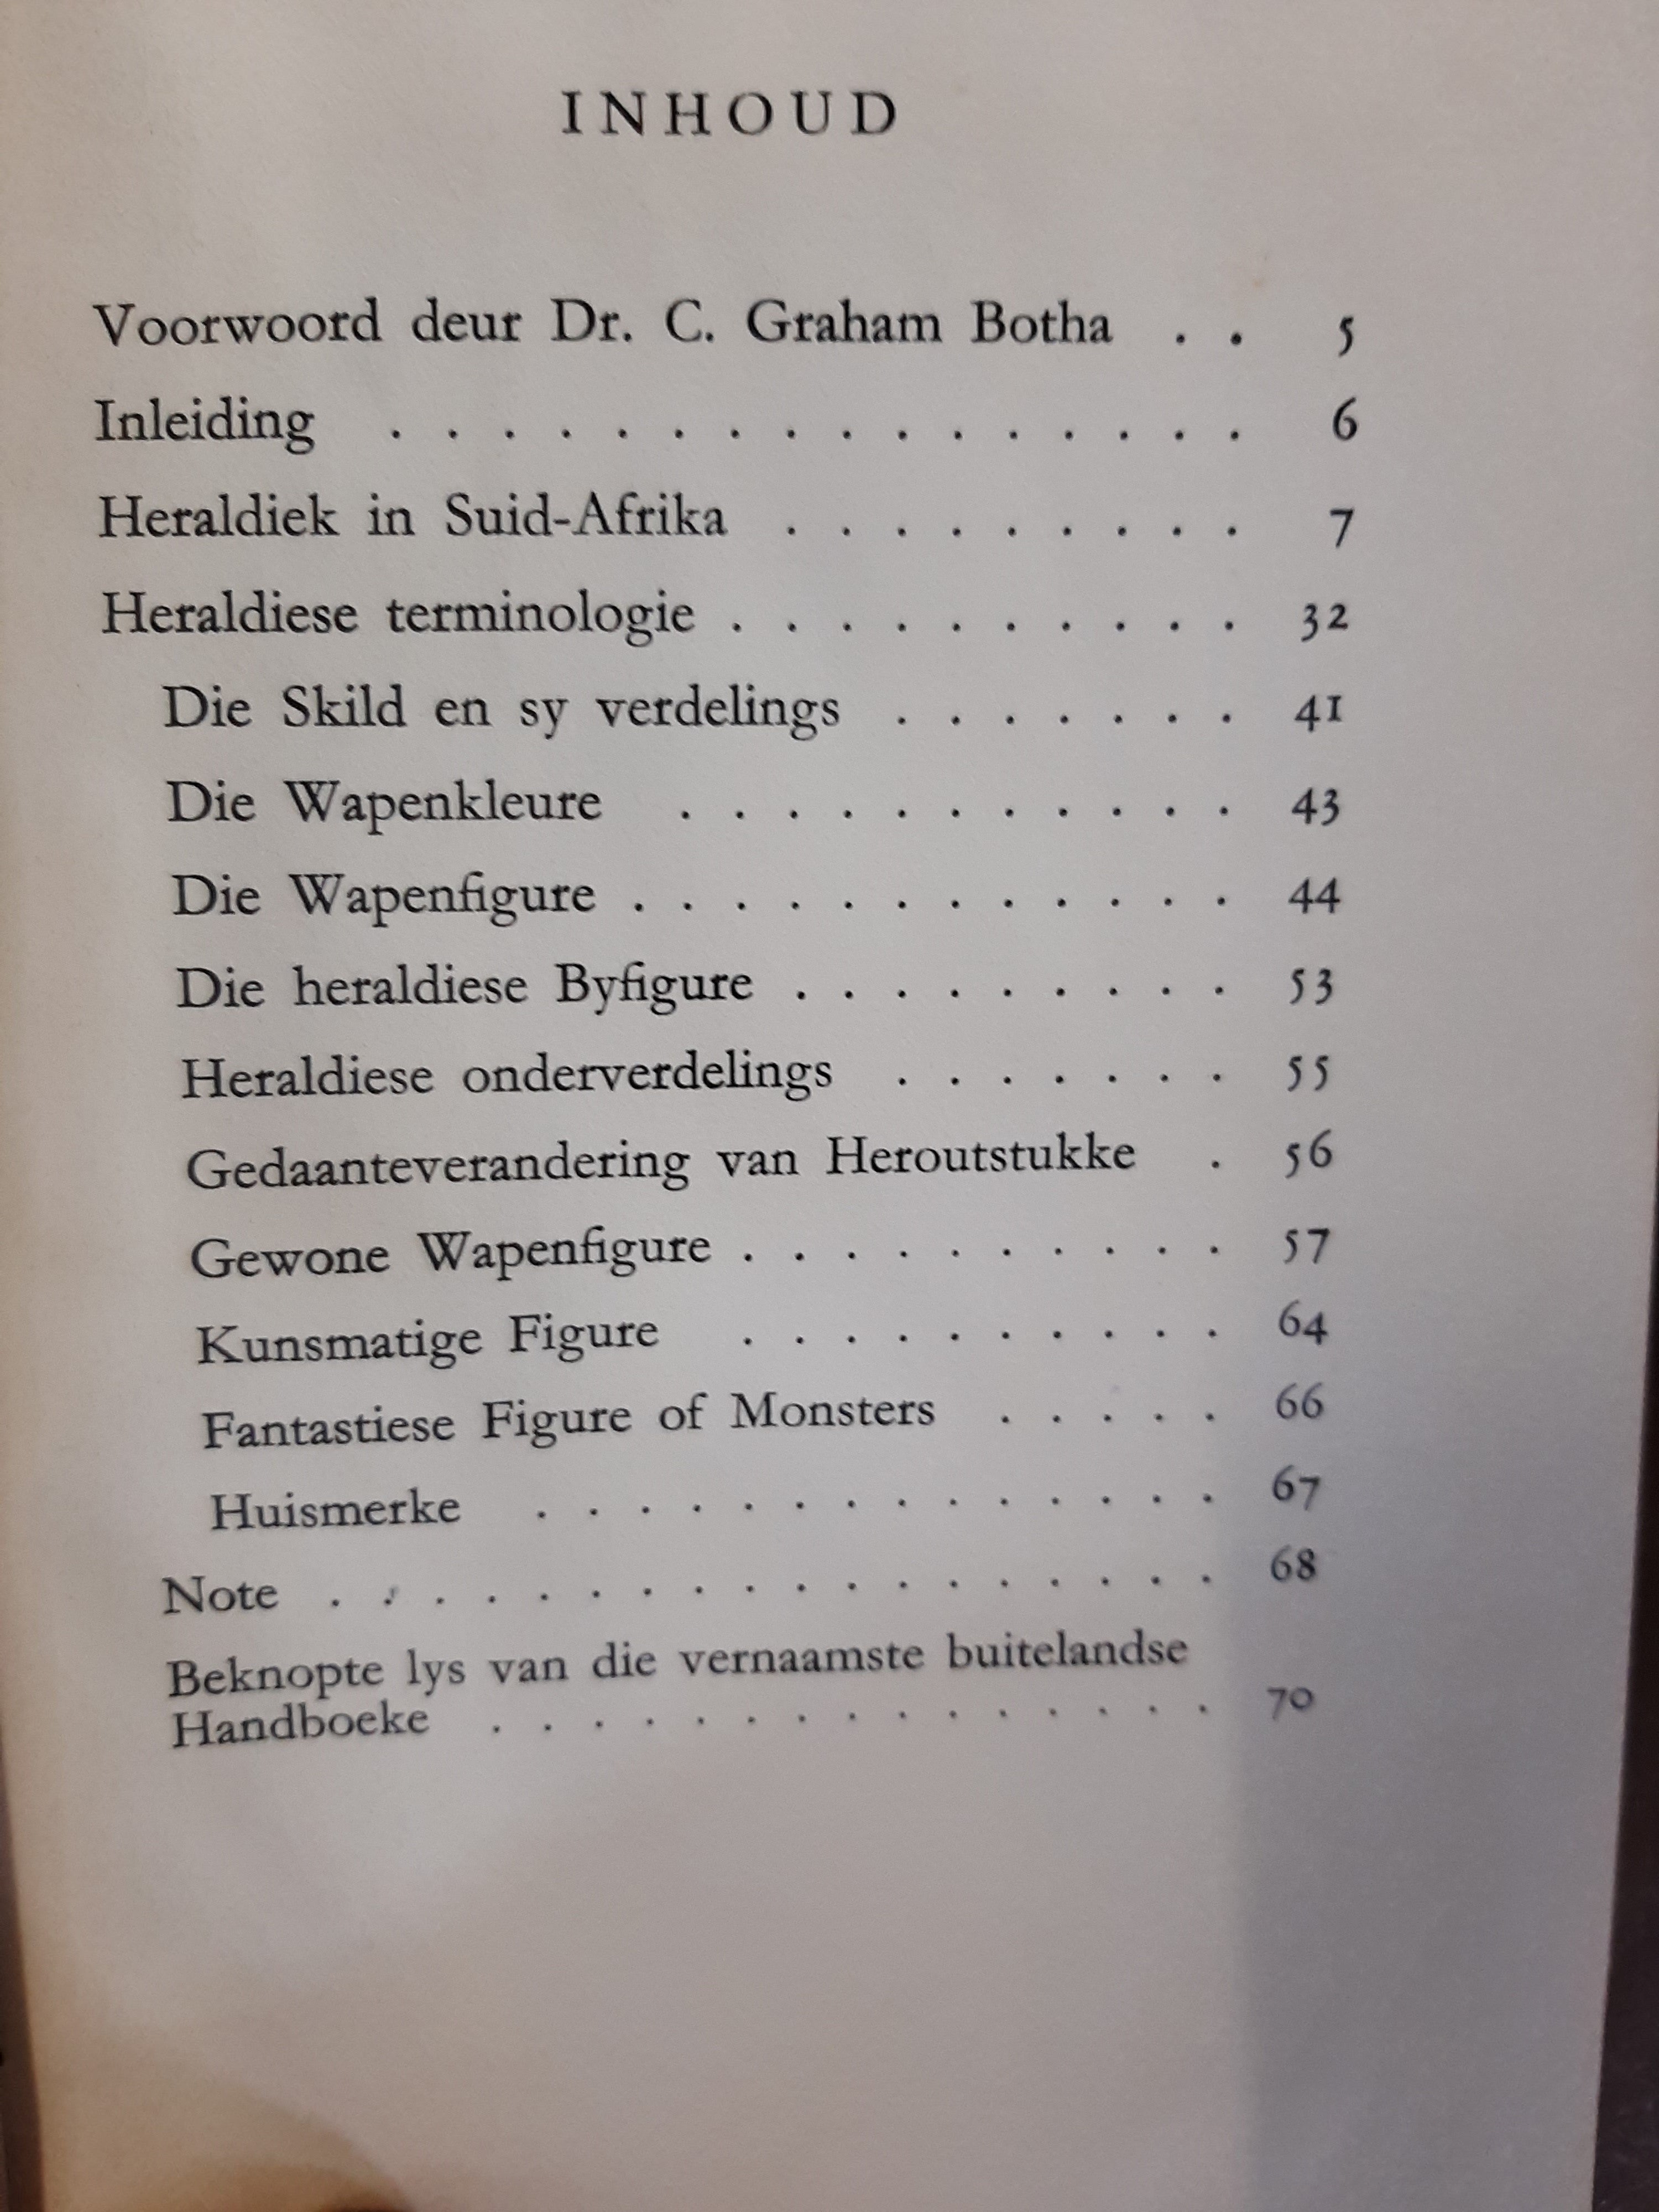 INHOUD
Voorwoord deur Dr. C. Graham Botha . . 5
Inleiding . . . . . . . . . . . . . . . . 6
Heraldiek in Suid-Afrika . . . . . . . . . 7
Heraldiese terminologie . . . . . . . . . . 32
Die Skild en sy verdelings . . . . . . . 41
Die Wapenkleure . . . . . . . . . . . 43
Die Wapenfigure . . . . . . . . . . . . 44
Die heraldiese Byfigure . . . . . . . . . 53
Heraldiese onderverdelings . . . . . . . 55
Gedaanteverandering van Heroutstukke . 56
Gewone Wapenfigure . . . . . . . . . . 57
Kunsmatige Figure . . . . . . . . . . 64
Fantastiese Figure of Monsters . . . . . 66
Huismerke . . . . . . . . . . . . . . 67
Note . . . . . . . . . . . . . . . . . . 68
Beknopte lys van die vernaamste buitelandse
Handboeke . . . . . . . . . . . . . . . 70